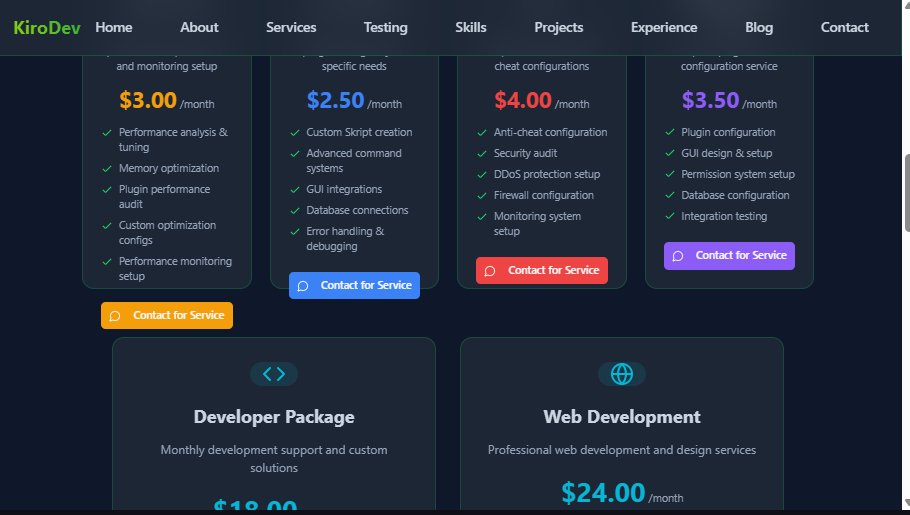 KiroDev Home About Services Testing Skills Projects Experience Blog Contact
and monitoring setup
$3.00 /month
Performance analysis &
tuning
Memory optimization
Plugin performance
audit
Custom optimization
configs
Performance monitoring
setup
Contact for Service
specific needs
$2.50 /month
Custom Skript creation
Advanced command
systems
GUI integrations
Database connections
Error handling &
debugging
Contact for Service
cheat configurations
$4.00 /month
Anti-cheat configuration
Security audit
DDoS protection setup
Firewall configuration
Monitoring system
setup
Contact for Service
configuration service
$3.50 /month
Plugin configuration
GUI design & setup
Permission system setup
Database configuration
Integration testing
Contact for Service
Developer Package
Monthly development support and custom
solutions
$18.00
Web Development
Professional web development and design services
$24.00 /month